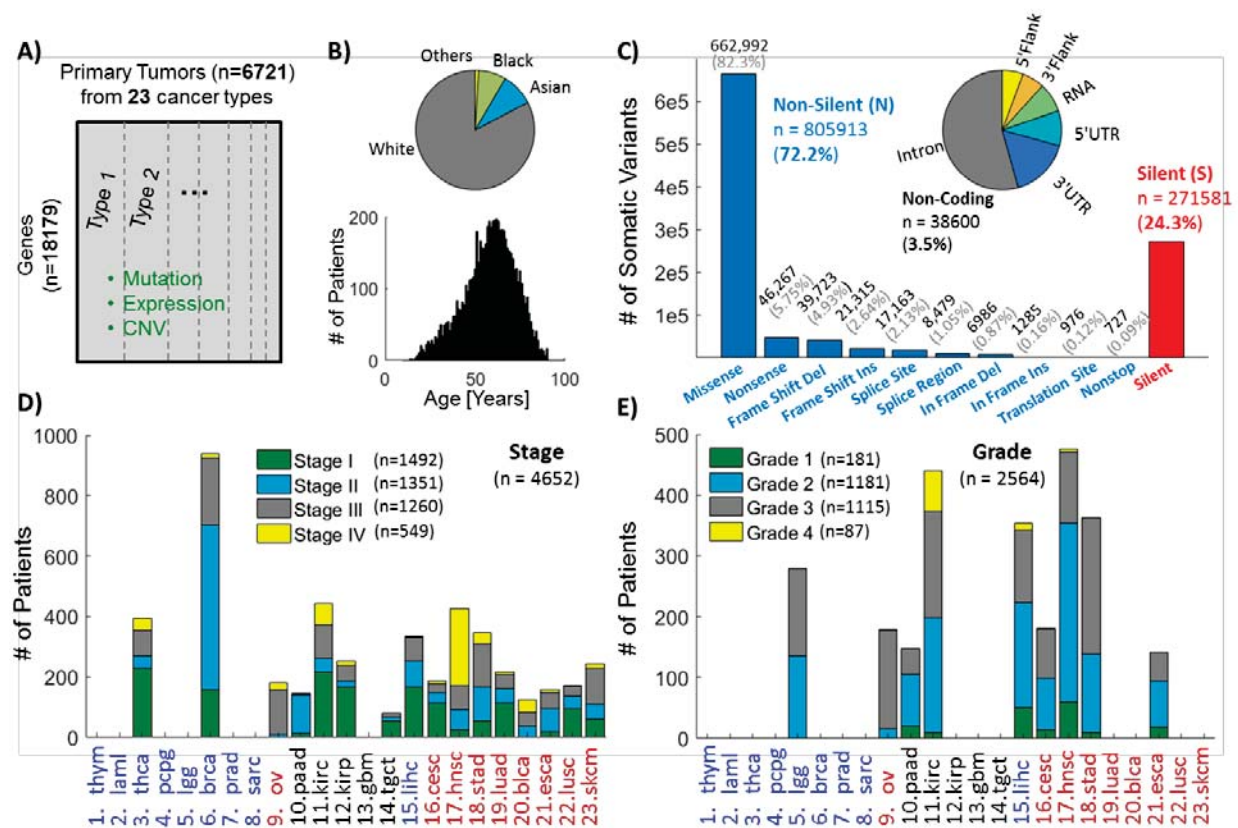 A)
Primary Tumors (n=6721)
from 23 cancer types
Genes
(n=18179)
Type 1
Type 2
...
• Mutation
• Expression
• CNV
B)
Others
Black
Asian
White
# of Patients
200
100
0
0
50
100
Age [Years]
C)
# of Somatic Variants
6e5
5e5
4e5
3e5
2e5
1e5
662,992
(82.3%)
Non-Silent (N)
n = 805913
(72.2%)
46,267
(5.75%)
39,723
(4.93%)
21,315
(2.64%)
17,163
(2.13%)
8,479
(1.05%)
6986
(0.87%)
1285
(0.16%)
976
(0.12%)
727
(0.09%)
5'Flank
3'Flank
RNA
5'UTR
3'UTR
Intron
Non-Coding
n = 38600
(3.5%)
Silent (S)
n = 271581
(24.3%)
Missense
Nonsense
Frame Shift Del
Frame Shift Ins
Splice Site
Splice Region
In Frame Del
In Frame Ins
Translation Site
Nonstop
Silent
D)
# of Patients
1000
800
600
400
200
0
Stage I (n=1492)
Stage II (n=1351)
Stage III (n=1260)
Stage IV (n=549)
Stage
(n = 4652)
1. thym
2. laml
3. thca
4. pcpg
5. lgg
6. brca
7. prad
8. sarc
9. ov
10.paad
11.kirc
12.kirp
13.gbm
14.tgct
15.lihc
16.cesc
17.hnsc
18.stad
19.luad
20.blca
21.esca
22.lusc
23.skcm
E)
# of Patients
500
400
300
200
100
0
Grade 1 (n=181)
Grade 2 (n=1181)
Grade 3 (n=1115)
Grade 4 (n=87)
Grade
(n = 2564)
1. thym
2. laml
3. thca
4. pcpg
5. lgg
6. brca
7. prad
8. sarc
9. ov
10.paad
11.kirc
12.kirp
13.gbm
14.tgct
15.lihc
16.cesc
17.hnsc
18.stad
19.luad
20.blca
21.esca
22.lusc
23.skcm